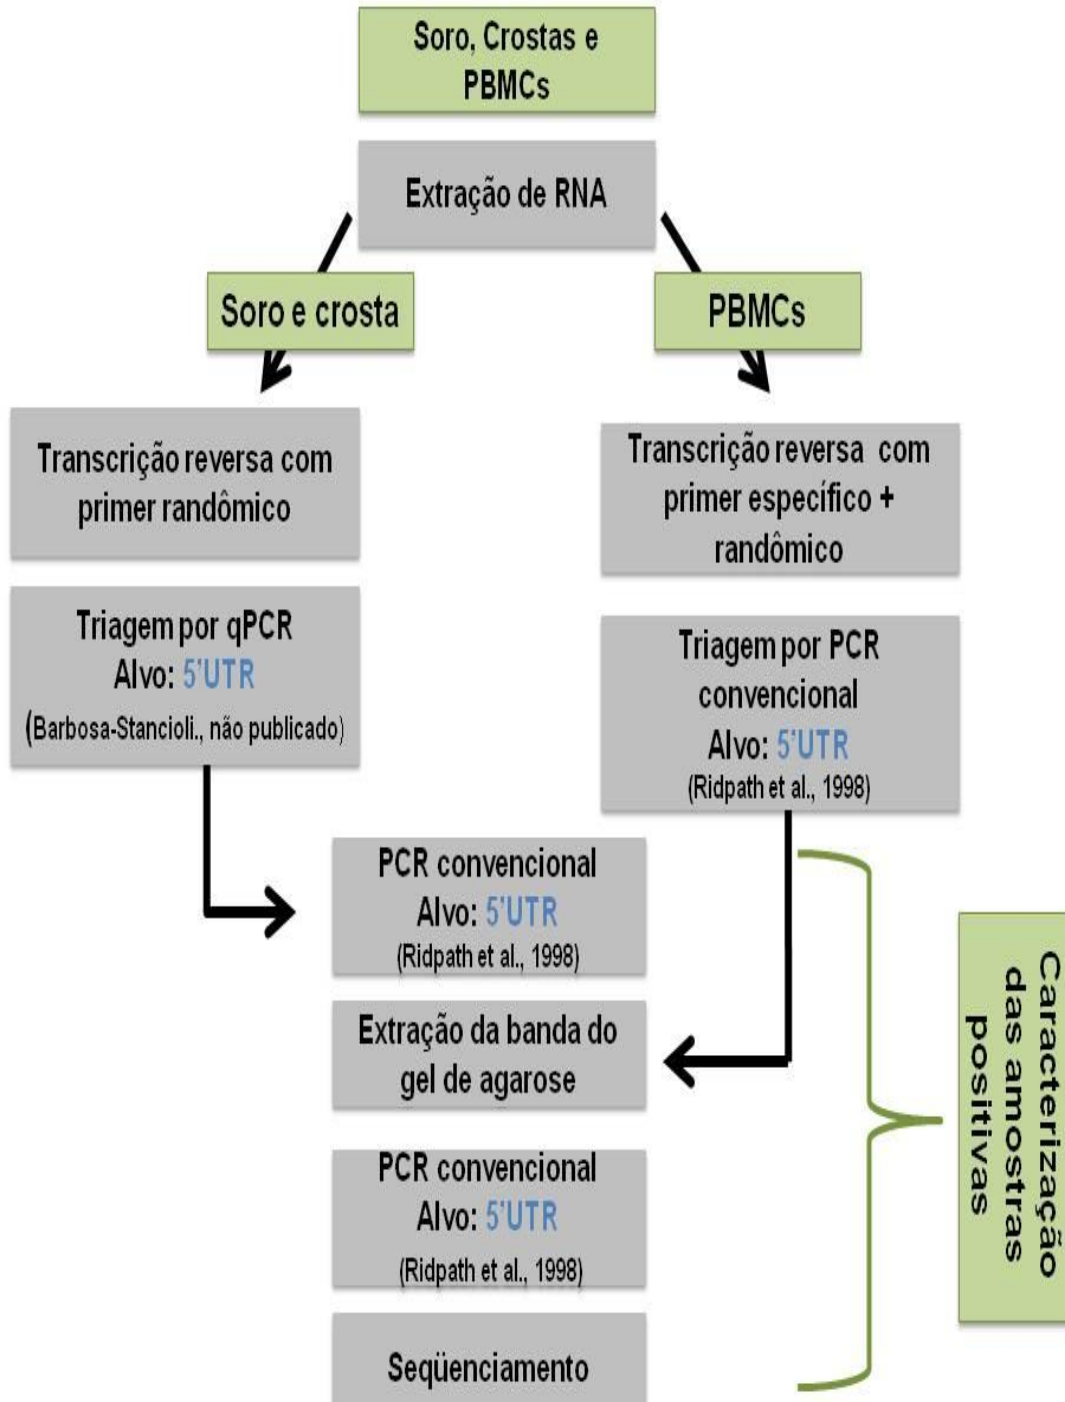 Soro, Crostas e
PBMCs
Extração de RNA
Soro e crosta
PBMCs
Transcrição reversa com
primer randômico
Transcrição reversa com
primer específico +
randômico
Triagem por qPCR
Alvo: 5'UTR
(Barbosa-Stancioli., não publicado)
Triagem por PCR
convencional
Alvo: 5'UTR
(Ridpath et al., 1998)
PCR convencional
Alvo: 5'UTR
(Ridpath et al., 1998)
Extração da banda do
gel de agarose
PCR convencional
Alvo: 5'UTR
(Ridpath et al., 1998)
Seqüenciamento
Caracterização
das amostras
positivas